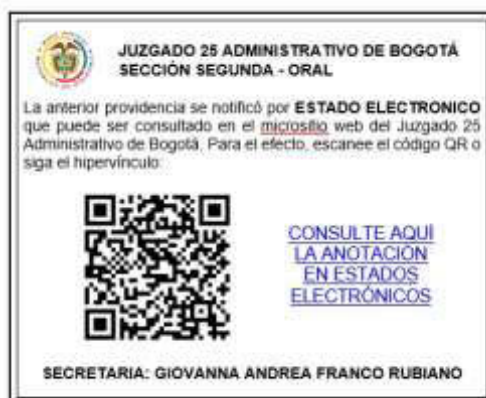 JUZGADO 25 ADMINISTRATIVO DE BOGOTÁ
SECCIÓN SEGUNDA - ORAL
La anterior providencia se notificó por ESTADO ELECTRONICO
que puede ser consultado en el micrositio web del Juzgado 25
Administrativo de Bogotá. Para el efecto, escanee el código QR o
siga el hipervínculo:
CONSULTE AQUÍ
LA ANOTACIÓN
EN ESTADOS
ELECTRÓNICOS
SECRETARIA: GIOVANNA ANDREA FRANCO RUBIANO